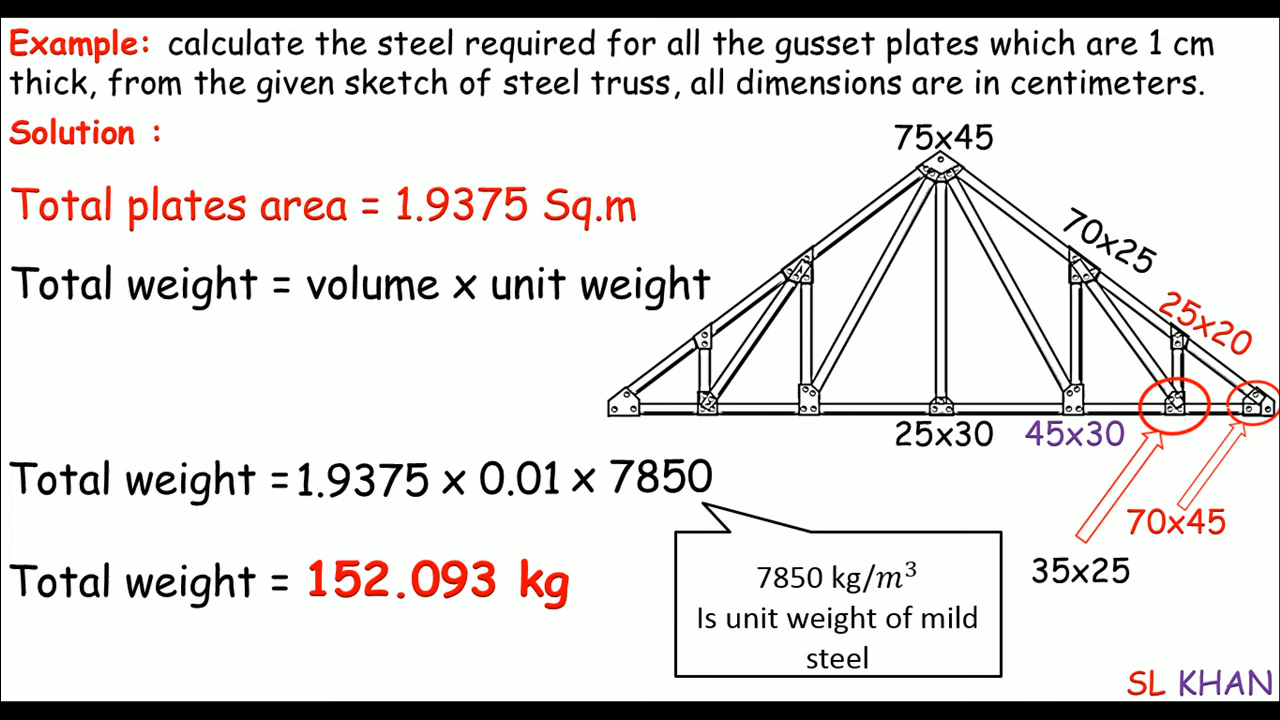 Example: calculate the steel required for all the gusset plates which are 1 cm
thick, from the given sketch of steel truss, all dimensions are in centimeters.
Solution :
75x45
Total plates area = 1.9375 Sq.m
70x25
Total weight = volume x unit weight
25x20
25x30
45x30
Total weight =1.9375 x 0.01 x 7850
70x45
35x25
Total weight = 152.093 kg
7850 kg/m³
Is unit weight of mild
steel
SL KHAN